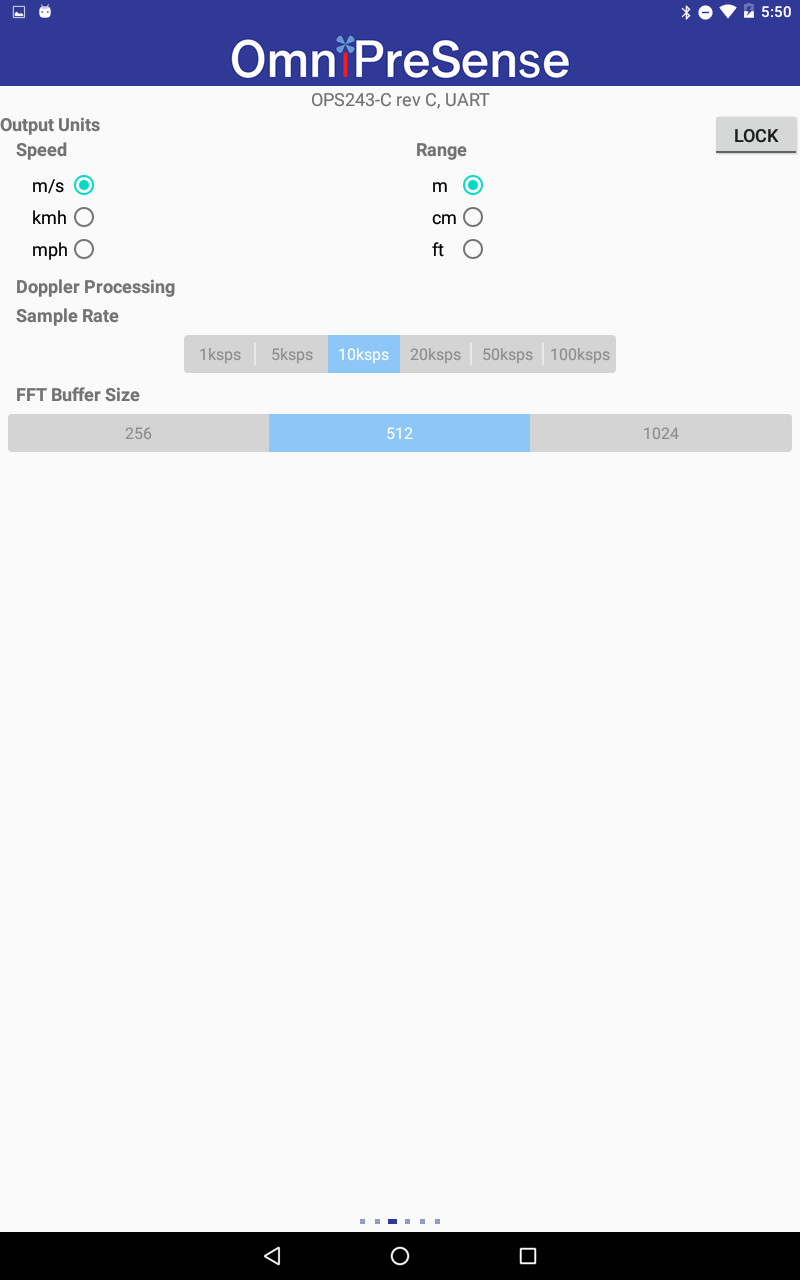 5:50
OmniPreSense
OPS243-C rev C, UART
Output Units
LOCK
Speed
Range
m/s
m
kmh
cm
mph
ft
Doppler Processing
Sample Rate
1ksps 5ksps 10ksps 20ksps 50ksps 100ksps
FFT Buffer Size
256 512 1024